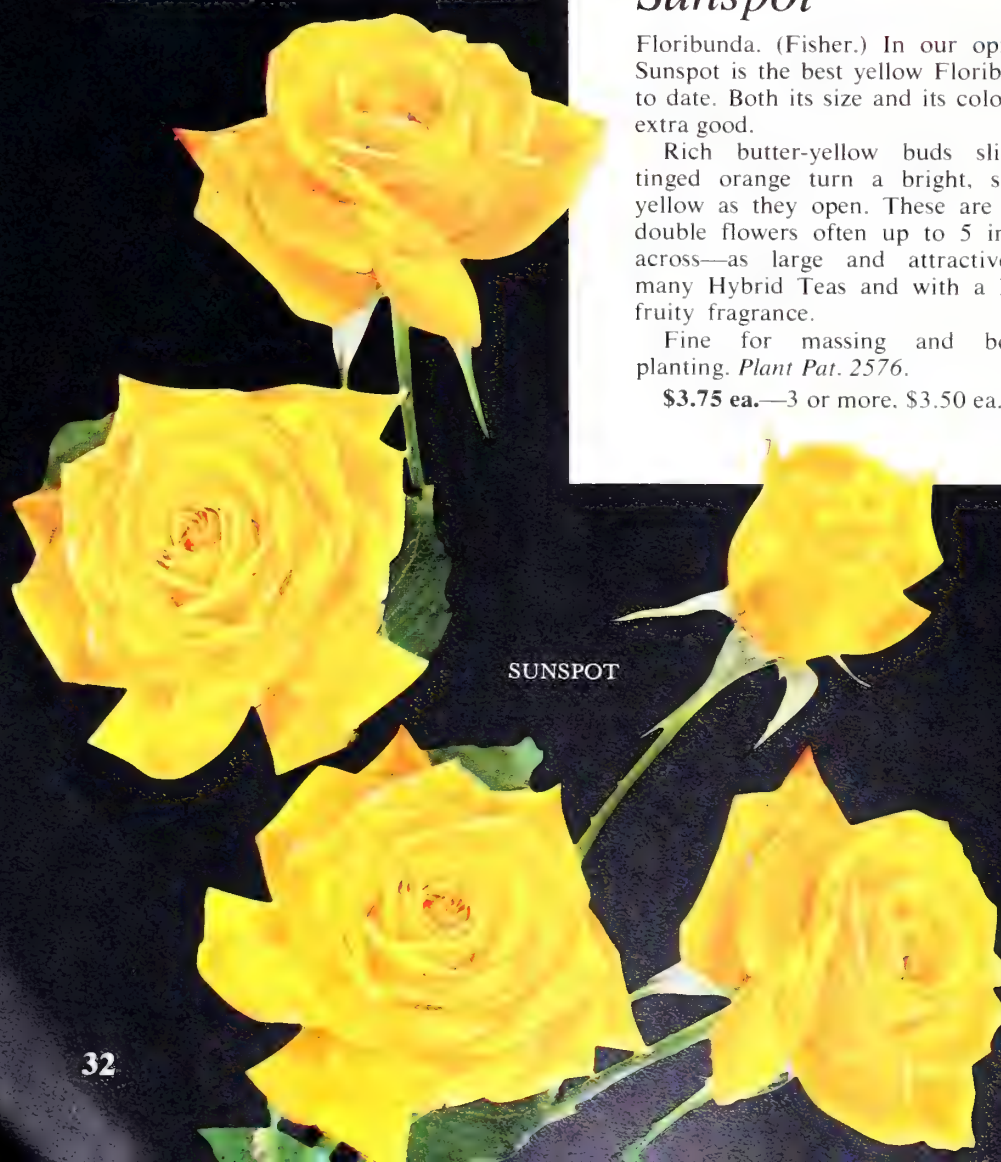 Sunspot
Floribunda. (Fisher.) In our op
Sunspot is the best yellow Florib
to date. Both its size and its colo
extra good.
Rich butter-yellow buds sli
tinged orange turn a bright, s
yellow as they open. These are
double flowers often up to 5 in
across—as large and attractiv
many Hybrid Teas and with a
fruity fragrance.
Fine for massing and be
planting. Plant Pat. 2576.
$3.75 ea.—3 or more, $3.50 ea.
SUNSPOT
32